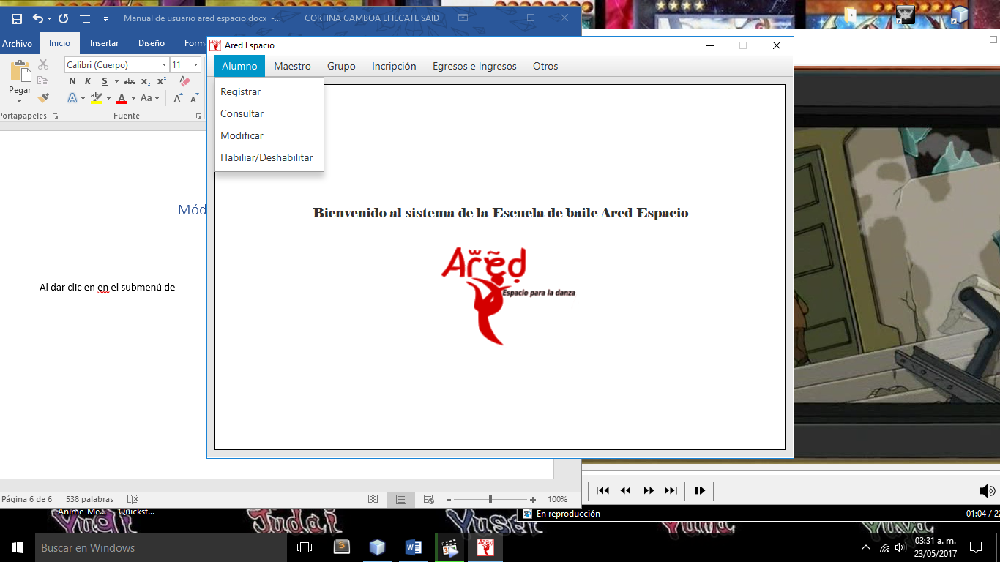 Manual de usuario ared espacio.docx -...
CORTINA GAMBOA EHECATL SAID
Archivo
Inicio
Insertar
Diseño
Form
Calibri (Cuerpo)
11
Pegar
N K S abc x₂ x²
A aby A Aa A A
Portapapeles
Fuente
Mód
Al dar clic en en el submenú de
Ared Espacio
Alumno
Maestro
Grupo
Incripción
Egresos e Ingresos
Otros
Registrar
Consultar
Modificar
Habiliar/Deshabilitar
Bienvenido al sistema de la Escuela de baile Ared Espacio
Ared
Espacio para la danza
Página 6 de 6
538 palabras
100%
Anime-Me...
Quickst...
En reproducción
01:04 / 2
Yugi
Judai
Yusei
Yuma
Yuya
Buscar en Windows
S
Ared
03:31 a. m.
23/05/2017